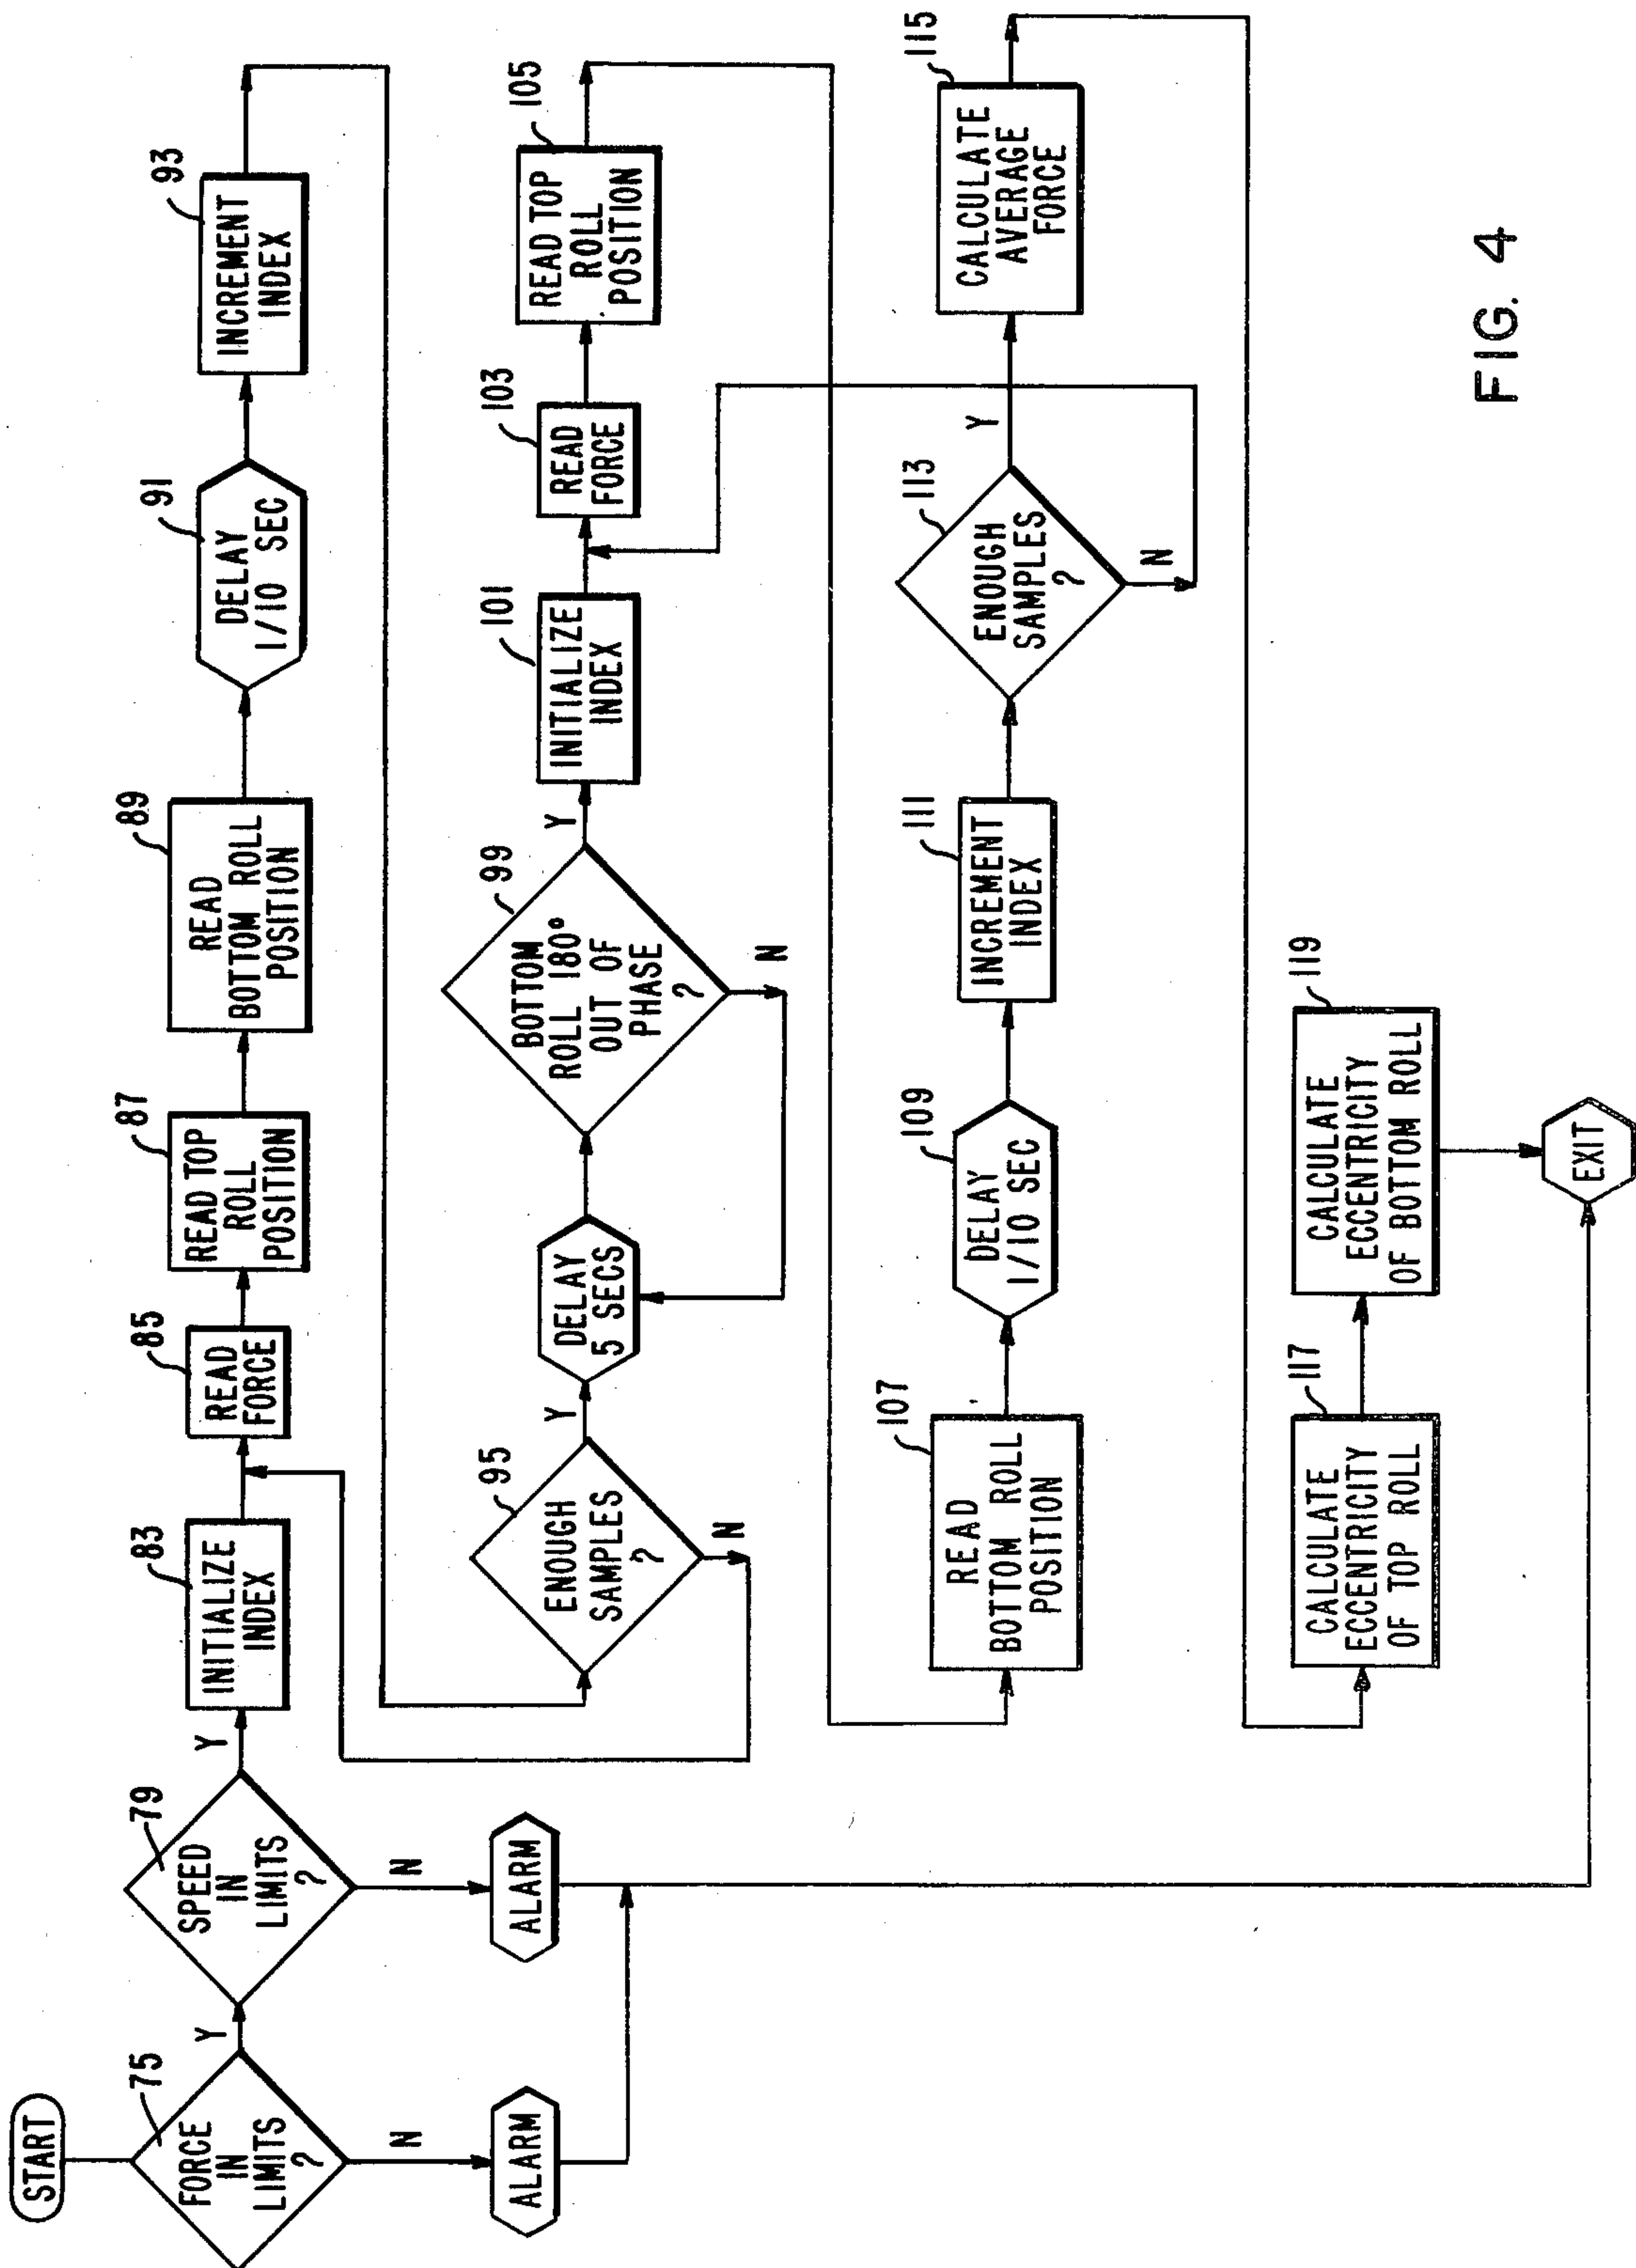 START
75
FORCE
IN
LIMITS
?
Y
N
ALARM
79
SPEED
IN
LIMITS
?
Y
N
ALARM
83
INITIALIZE
INDEX
85
READ
FORCE
87
READ TOP
ROLL
POSITION
89
READ
BOTTOM ROLL
POSITION
91
DELAY
1/10 SEC
93
INCREMENT
INDEX
95
ENOUGH
SAMPLES
?
Y
N
DELAY
5 SECS
99
BOTTOM
ROLL 180°
OUT OF
PHASE
?
Y
N
101
INITIALIZE
INDEX
103
READ
FORCE
105
READ TOP
ROLL
POSITION
107
READ
BOTTOM ROLL
POSITION
109
DELAY
1/10 SEC
111
INCREMENT
INDEX
113
ENOUGH
SAMPLES
?
Y
N
115
CALCULATE
AVERAGE
FORCE
117
CALCULATE
ECCENTRICITY
OF TOP ROLL
119
CALCULATE
ECCENTRICITY
OF BOTTOM ROLL
EXIT
FIG. 4